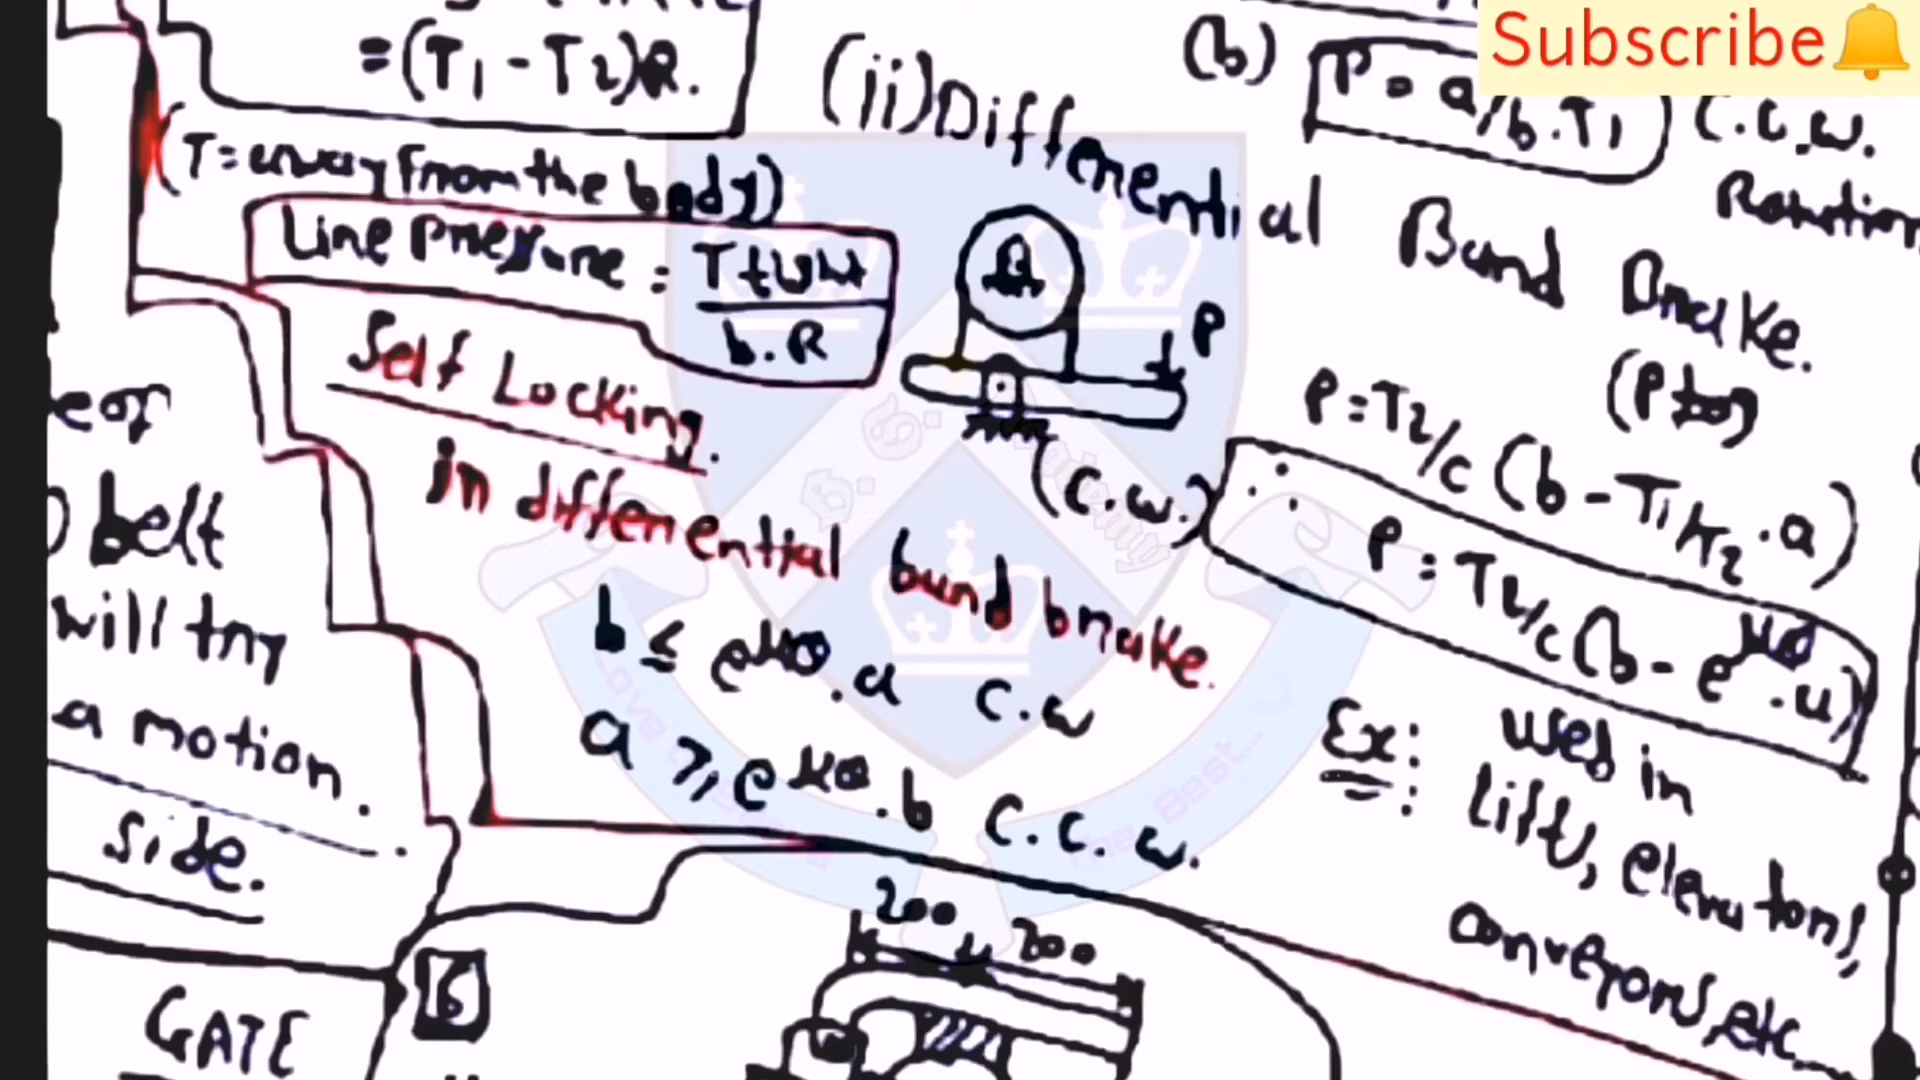 = (T1 - T2)R.
(T = away from the body)
Line Pressure =
b.R
Self Locking.
in differential band brake.
b ≤ e^μθ . a C.W
a ≥ e^μθ . b C.C.W.
(ii) Differential Band Brake.
R
P
(C.W.)
P = T2/c (b - T1/T2 . a)
∴ P = T2/c (b - e^μθ . a)
Ex: used in
lifts, elevators,
conveyors, etc.
(b) P = a/b . T1 C.C.W.
Rotation
Subscribe
belt
will try
a motion.
side.
GATE
6
200 200